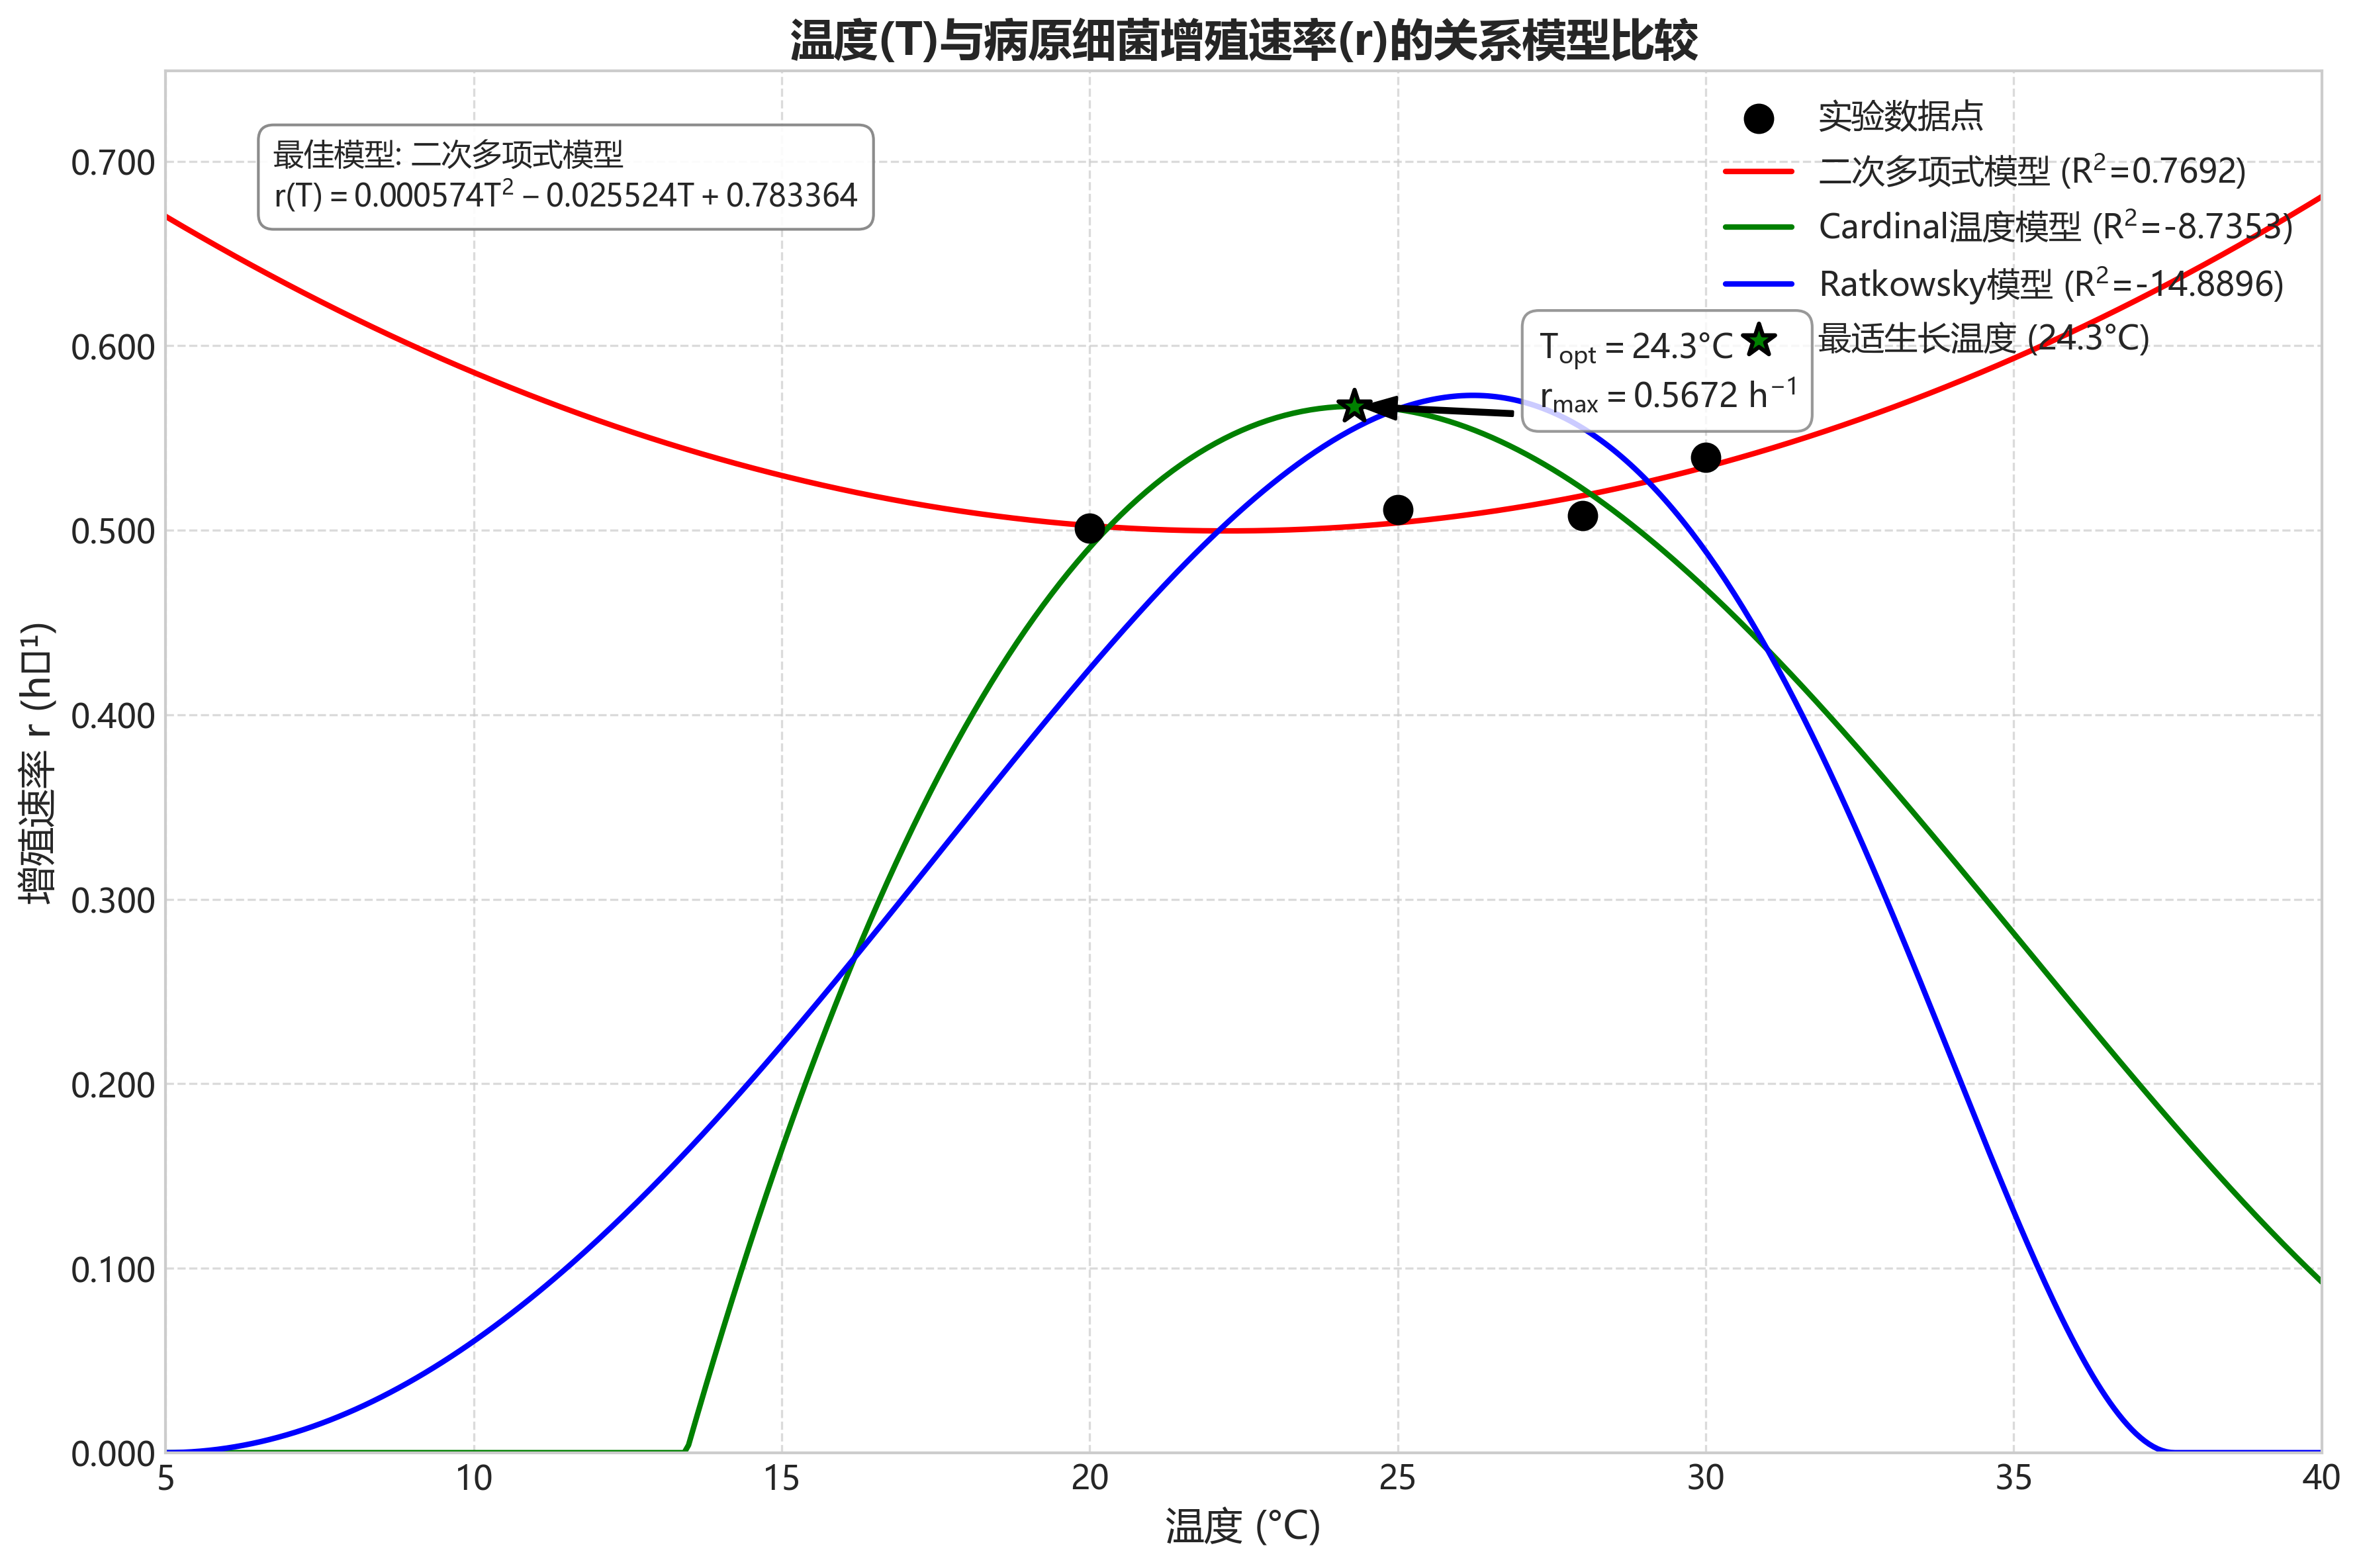 温度(T)与病原细菌增殖速率(r)的关系模型比较
最佳模型: 二次多项式模型
r(T) = 0.000574T² − 0.025524T + 0.783364
实验数据点
二次多项式模型 (R²=0.7692)
Cardinal温度模型 (R²=-8.7353)
Ratkowsky模型 (R²=-14.8896)
最适生长温度 (24.3°C)
T_opt = 24.3°C
r_max = 0.5672 h⁻¹
增殖速率 r (h□¹)
0.700
0.600
0.500
0.400
0.300
0.200
0.100
0.000
5 10 15 20 25 30 35 40
温度 (°C)